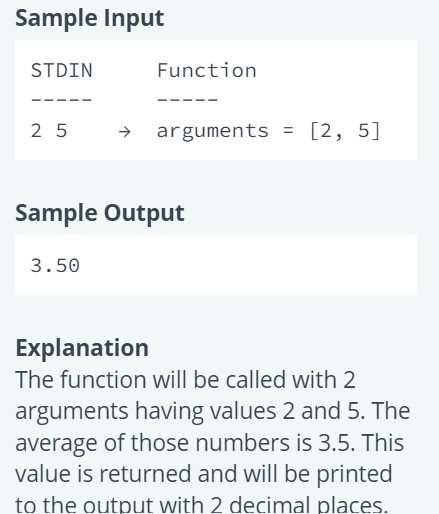 Sample Input
STDIN Function
----- -----
2 5 → arguments = [2, 5]
Sample Output
3.50
Explanation
The function will be called with 2
arguments having values 2 and 5. The
average of those numbers is 3.5. This
value is returned and will be printed
to the output with 2 decimal places.